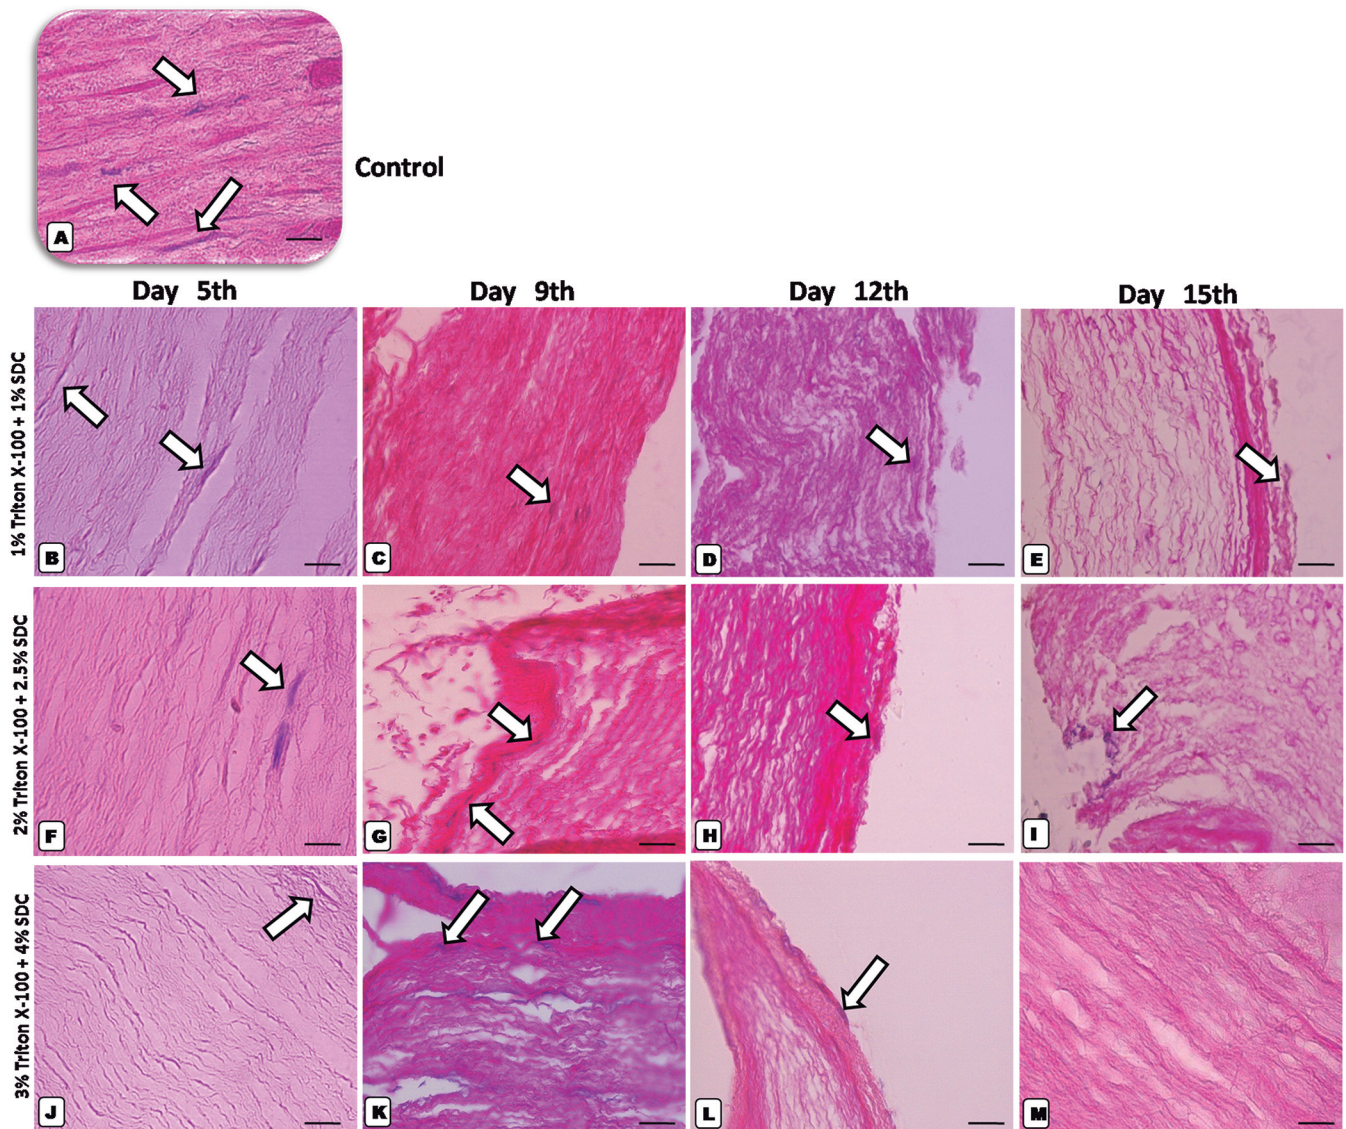 A
Control
Day 5th
Day 9th
Day 12th
Day 15th
1% Triton X-100 + 1% SDC
B
C
D
E
2% Triton X-100 + 2.5% SDC
F
G
H
I
3% Triton X-100 + 4% SDC
J
K
L
M